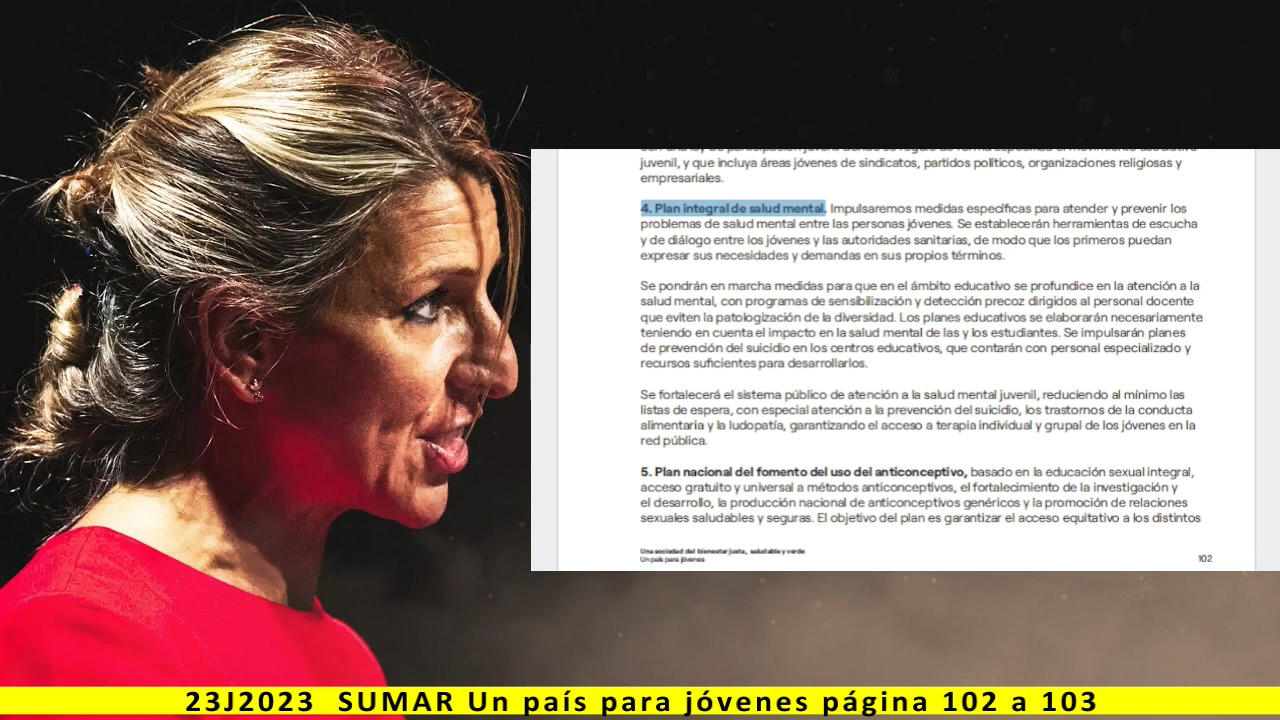 juvenil, y que incluya áreas jóvenes de sindicatos, partidos políticos, organizaciones religiosas y
empresariales.
4. Plan integral de salud mental. Impulsaremos medidas específicas para atender y prevenir los
problemas de salud mental entre las personas jóvenes. Se establecerán herramientas de escucha
y de diálogo entre los jóvenes y las autoridades sanitarias, de modo que los primeros puedan
expresar sus necesidades y demandas en sus propios términos.
Se pondrán en marcha medidas para que en el ámbito educativo se profundice en la atención a la
salud mental, con programas de sensibilización y detección precoz dirigidos al personal docente
que eviten la patologización de la diversidad. Los planes educativos se elaborarán necesariamente
teniendo en cuenta el impacto en la salud mental de las y los estudiantes. Se impulsarán planes
de prevención del suicidio en los centros educativos, que contarán con personal especializado y
recursos suficientes para desarrollarlos.
Se fortalecerá el sistema público de atención a la salud mental juvenil, reduciendo al mínimo las
listas de espera, con especial atención a la prevención del suicidio, los trastornos de la conducta
alimentaria y la ludopatía, garantizando el acceso a terapia individual y grupal de los jóvenes en la
red pública.
5. Plan nacional del fomento del uso del anticonceptivo, basado en la educación sexual integral,
acceso gratuito y universal a métodos anticonceptivos, el fortalecimiento de la investigación y
el desarrollo, la producción nacional de anticonceptivos genéricos y la promoción de relaciones
sexuales saludables y seguras. El objetivo del plan es garantizar el acceso equitativo a los distintos
Una sociedad del bienestar justa, saludable y verde
Un país para jóvenes 102
23J2023 SUMAR Un país para jóvenes página 102 a 103